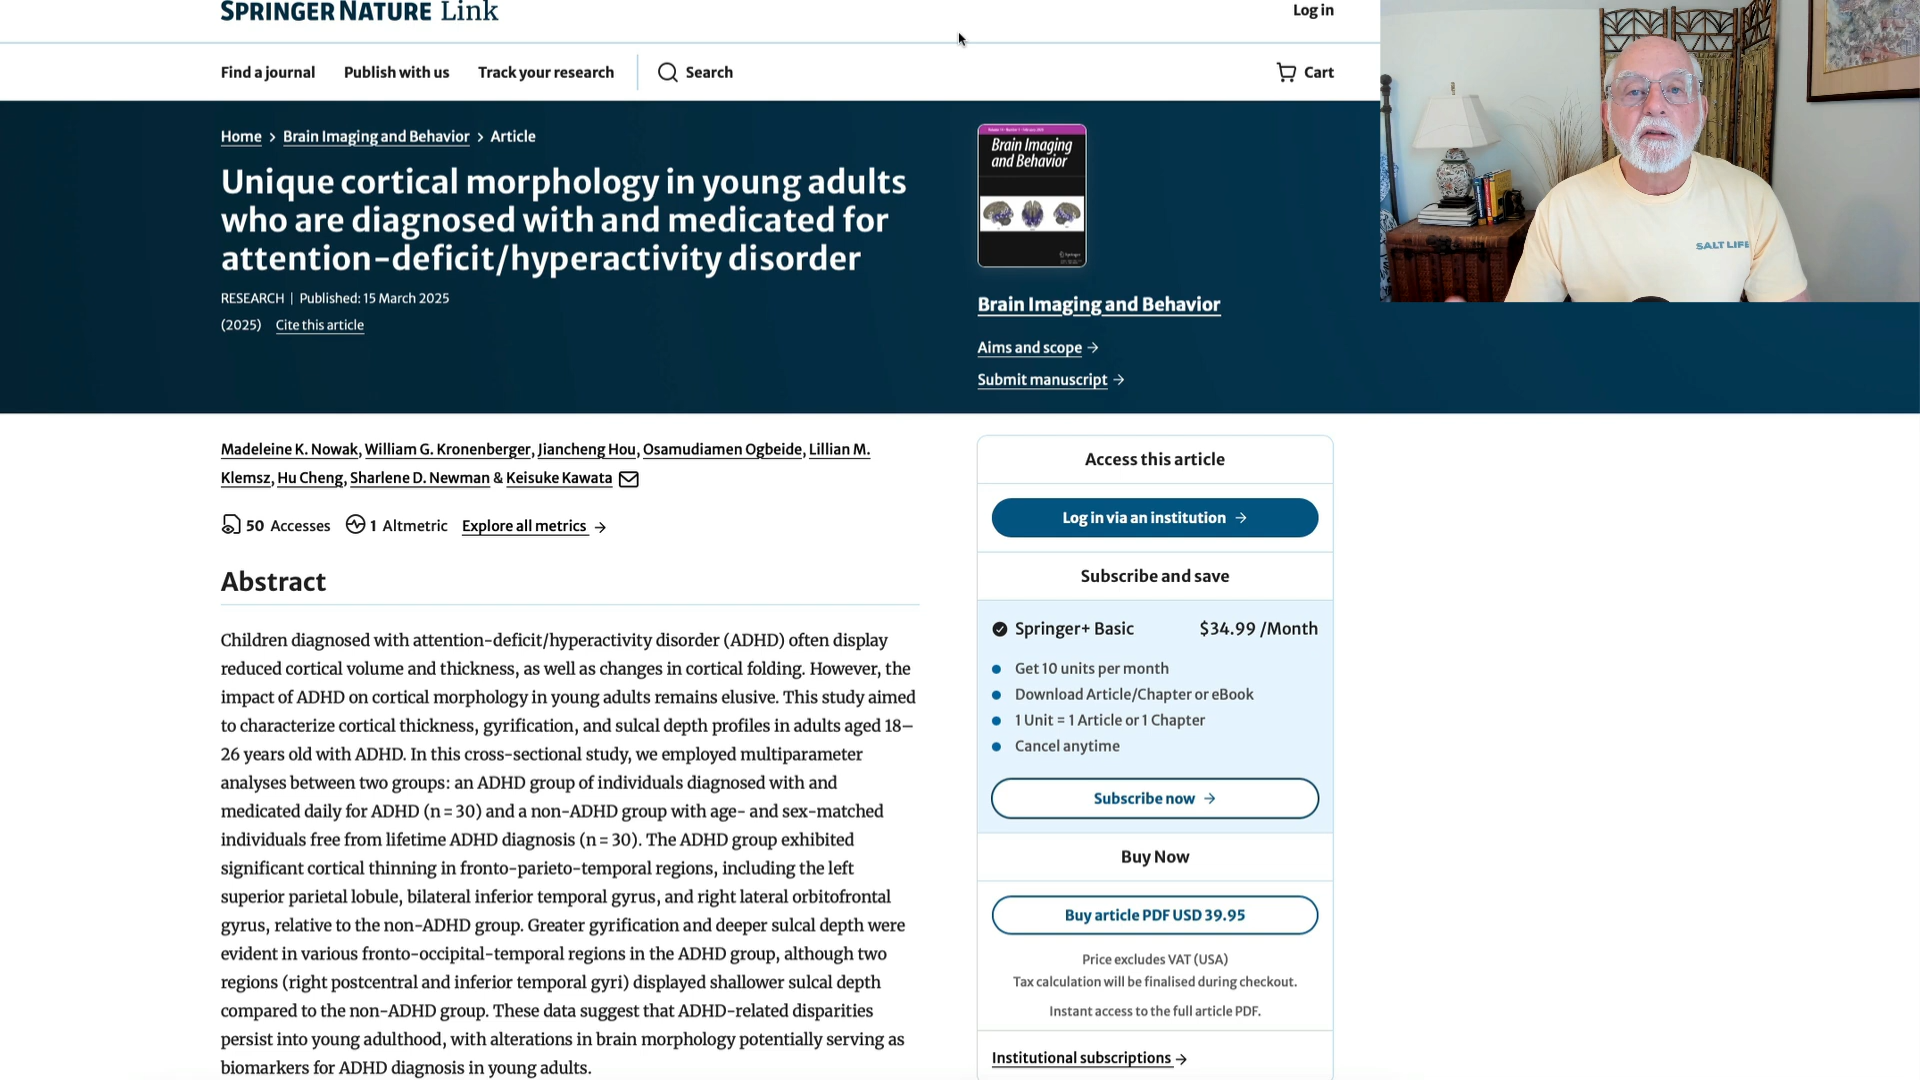 SPRINGER NATURE Link
Log in
Find a journal
Publish with us
Track your research
Search
Cart
Home > Brain Imaging and Behavior > Article
Unique cortical morphology in young adults
who are diagnosed with and medicated for
attention-deficit/hyperactivity disorder
RESEARCH | Published: 15 March 2025
(2025) Cite this article
Brain Imaging
and Behavior
Brain Imaging and Behavior
Aims and scope →
Submit manuscript →
SALT LIFE
Madeleine K. Nowak, William G. Kronenberger, Jiancheng Hou, Osamudiamen Ogbeide, Lillian M.
Klemsz, Hu Cheng, Sharlene D. Newman & Keisuke Kawata
50 Accesses 1 Altmetric Explore all metrics →
Abstract
Children diagnosed with attention-deficit/hyperactivity disorder (ADHD) often display
reduced cortical volume and thickness, as well as changes in cortical folding. However, the
impact of ADHD on cortical morphology in young adults remains elusive. This study aimed
to characterize cortical thickness, gyrification, and sulcal depth profiles in adults aged 18–
26 years old with ADHD. In this cross-sectional study, we employed multiparameter
analyses between two groups: an ADHD group of individuals diagnosed with and
medicated daily for ADHD (n = 30) and a non-ADHD group with age- and sex-matched
individuals free from lifetime ADHD diagnosis (n = 30). The ADHD group exhibited
significant cortical thinning in fronto-parieto-temporal regions, including the left
superior parietal lobule, bilateral inferior temporal gyrus, and right lateral orbitofrontal
gyrus, relative to the non-ADHD group. Greater gyrification and deeper sulcal depth were
evident in various fronto-occipital-temporal regions in the ADHD group, although two
regions (right postcentral and inferior temporal gyri) displayed shallower sulcal depth
compared to the non-ADHD group. These data suggest that ADHD-related disparities
persist into young adulthood, with alterations in brain morphology potentially serving as
biomarkers for ADHD diagnosis in young adults.
Access this article
Log in via an institution →
Subscribe and save
Springer+ Basic $34.99 /Month
Get 10 units per month
Download Article/Chapter or eBook
1 Unit = 1 Article or 1 Chapter
Cancel anytime
Subscribe now →
Buy Now
Buy article PDF USD 39.95
Price excludes VAT (USA)
Tax calculation will be finalised during checkout.
Instant access to the full article PDF.
Institutional subscriptions →